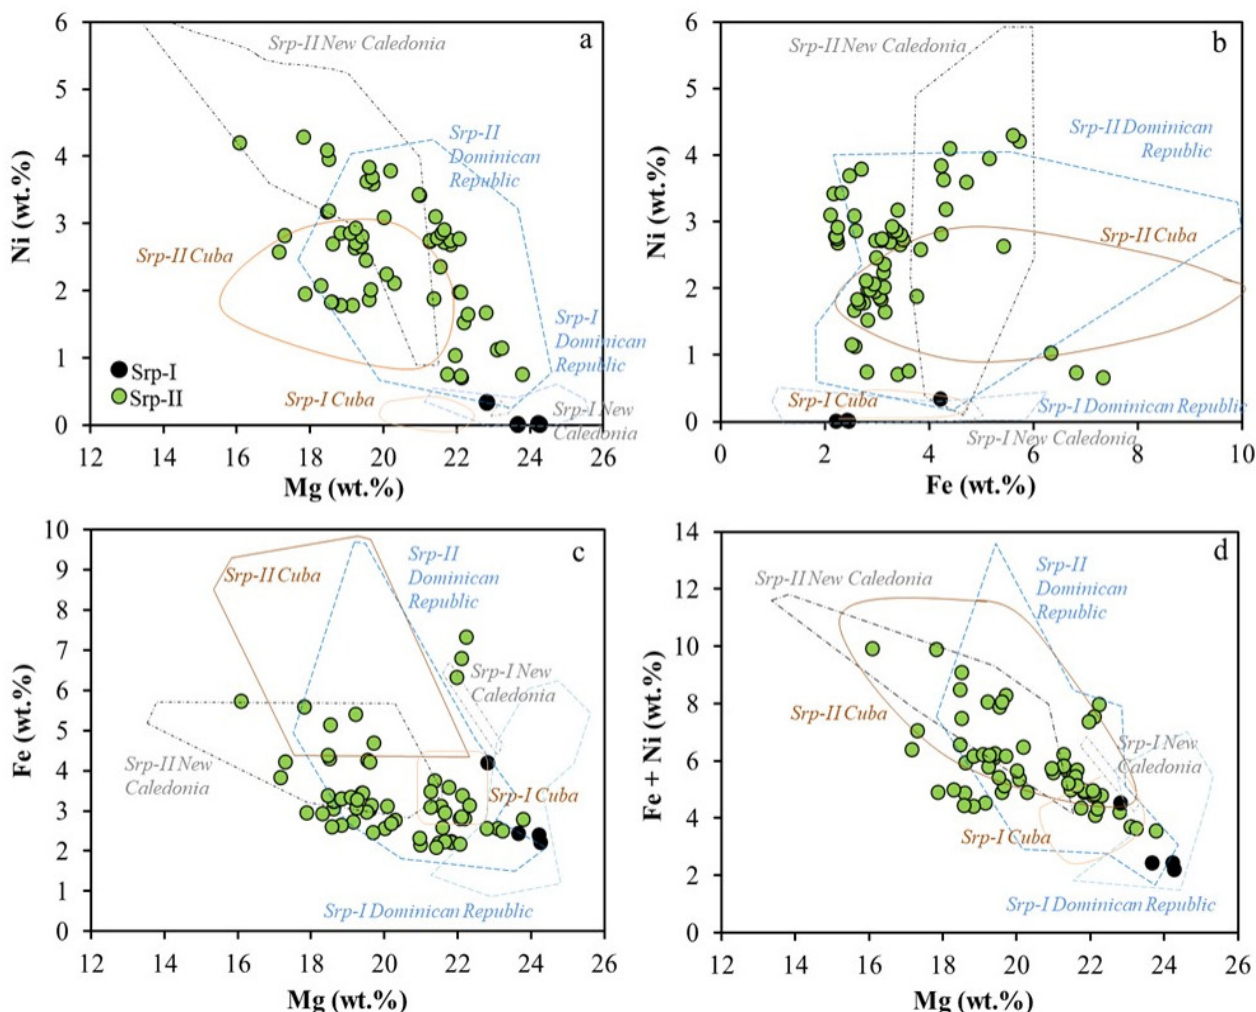 a
Ni (wt.%)
6
5
4
3
2
1
0
Srp-II New Caledonia
Srp-II
Dominican
Republic
Srp-II Cuba
Srp-I
Dominican
Republic
Srp-I
Srp-II
Srp-I Cuba
Srp-I New
Caledonia
12 14 16 18 20 22 24 26
Mg (wt.%)
b
Ni (wt.%)
6
5
4
3
2
1
0
Srp-II New Caledonia
Srp-II Dominican
Republic
Srp-II Cuba
Srp-I Cuba
Srp-I Dominican Republic
Srp-I New Caledonia
0 2 4 6 8 10
Fe (wt.%)
c
Fe (wt.%)
10
9
8
7
6
5
4
3
2
1
0
Srp-II Cuba
Srp-II
Dominican
Republic
Srp-I New
Caledonia
Srp-II New
Caledonia
Srp-I Cuba
Srp-I Dominican Republic
12 14 16 18 20 22 24 26
Mg (wt.%)
d
Fe + Ni (wt.%)
14
12
10
8
6
4
2
0
Srp-II New Caledonia
Srp-II
Dominican
Republic
Srp-II Cuba
Srp-I New
Caledonia
Srp-I Cuba
Srp-I Dominican Republic
12 14 16 18 20 22 24 26
Mg (wt.%)